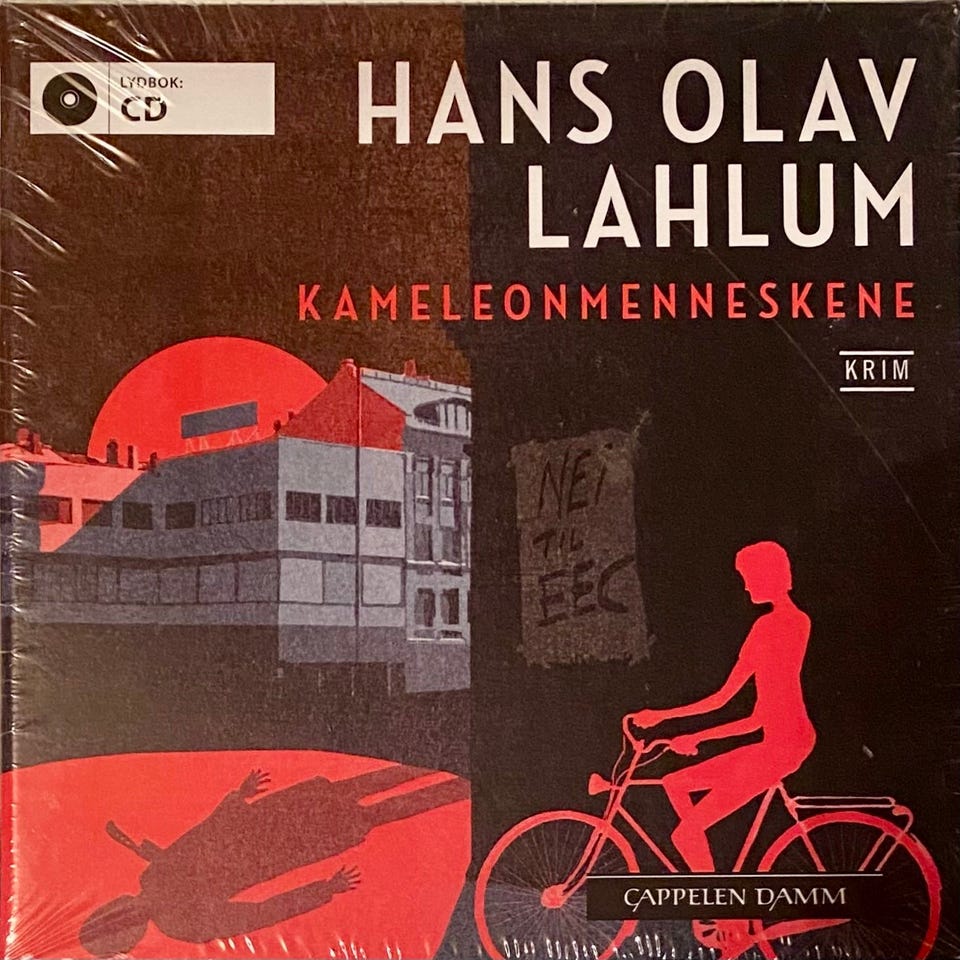 LYDBOK:
CD
HANS OLAV
LAHLUM
KAMELEONMENNESKENE
KRIM
NEi
TIL
EEC
CAPPELEN DAMM